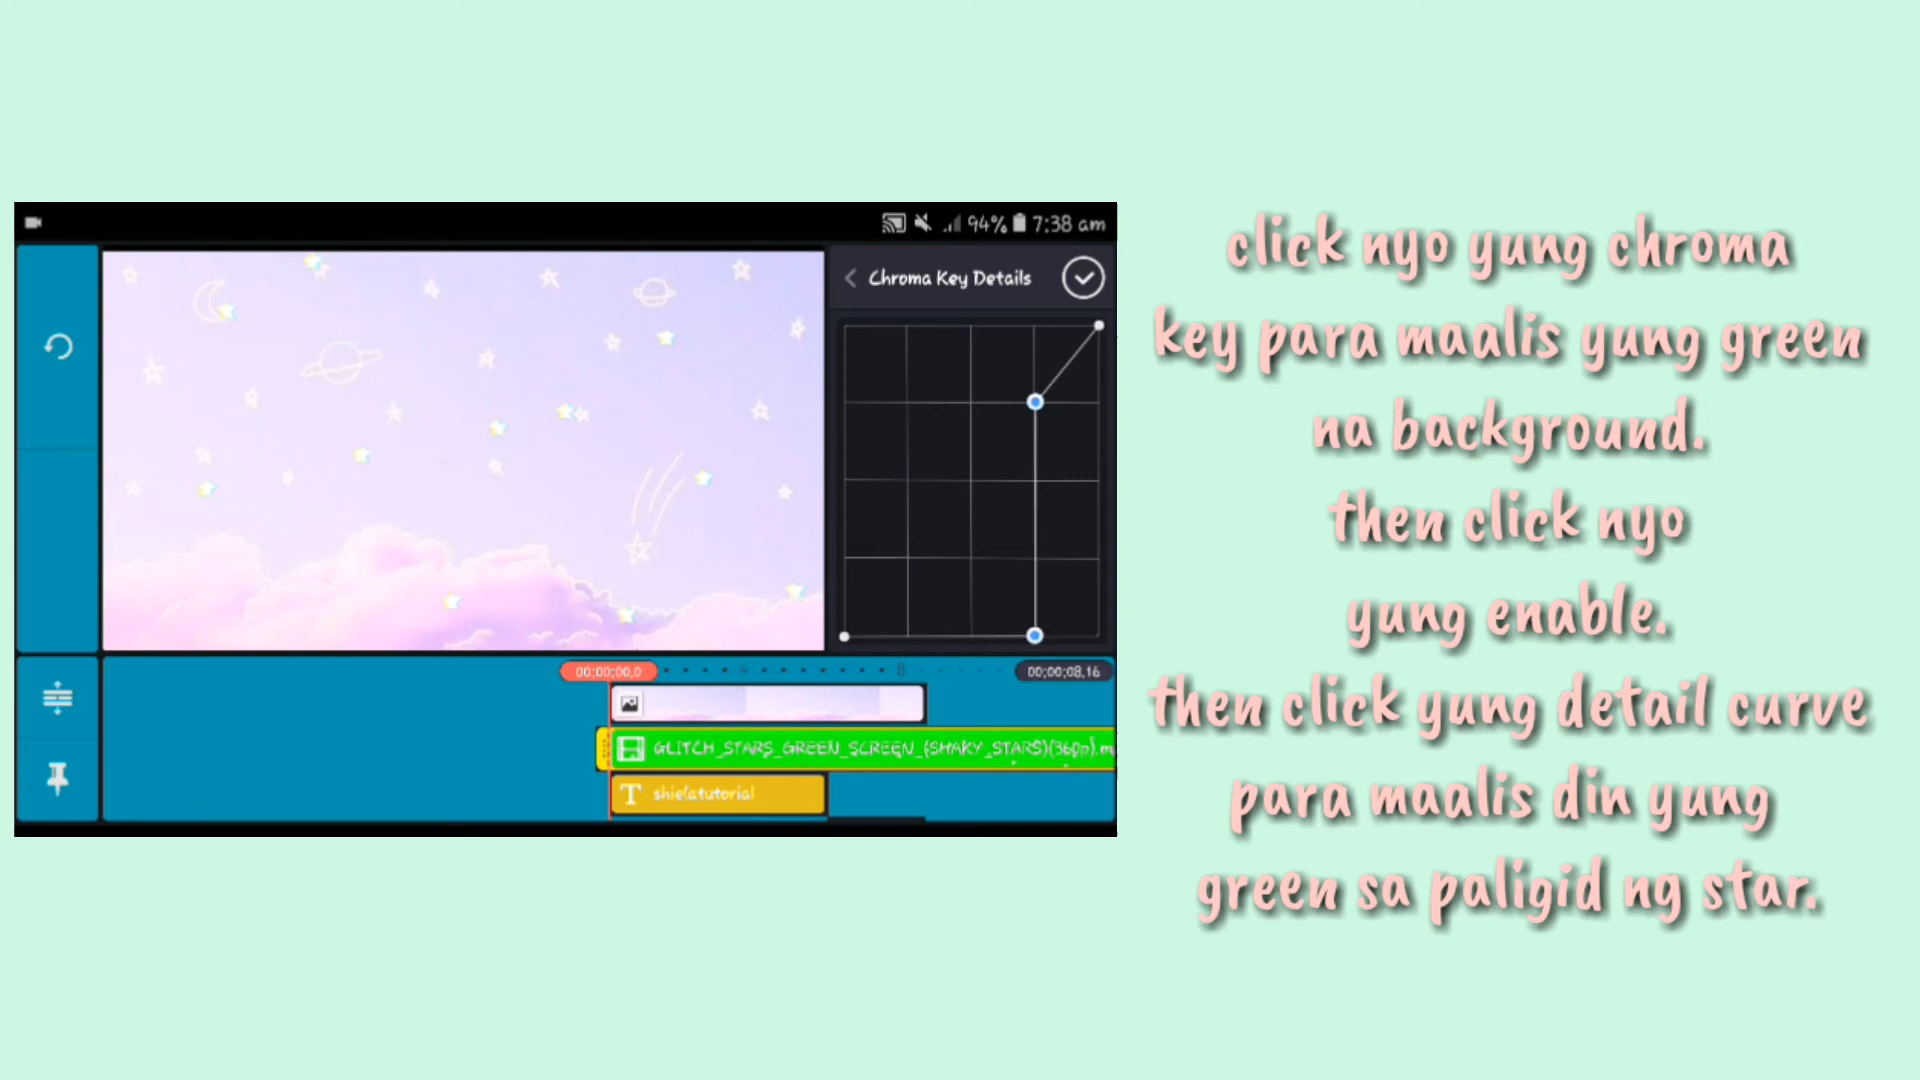 94% 7:38 am
Chroma Key Details
00;00;00,0
8
00;00;08,16
GLITCH_STARS_GREEN_SCREEN_(SHAKY_STARS)(360p).m
T shielatutorial
click nyo yung chroma
key para maalis yung green
na background.
then click nyo
yung enable.
then click yung detail curve
para maalis din yung
green sa paligid ng star.